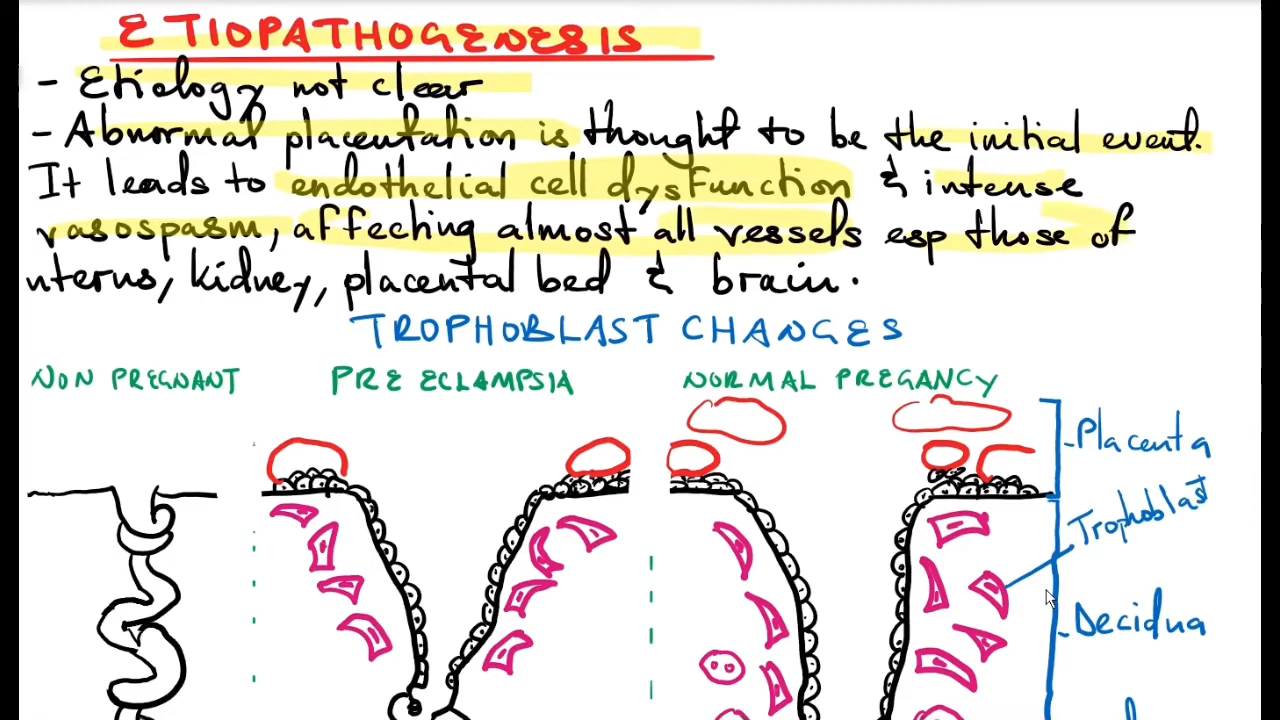 ETIOPATHOGENESIS
- Etiology not clear
- Abnormal placentation is thought to be the initial event.
It leads to endothelial cell dysfunction & intense
vasospasm, affecting almost all vessels esp those of
uterus, kidney, placental bed & brain.
TROPHOBLAST CHANGES
NON PREGNANT PRE ECLAMPSIA NORMAL PREGANCY
- Placenta
Trophoblast
- Decidua